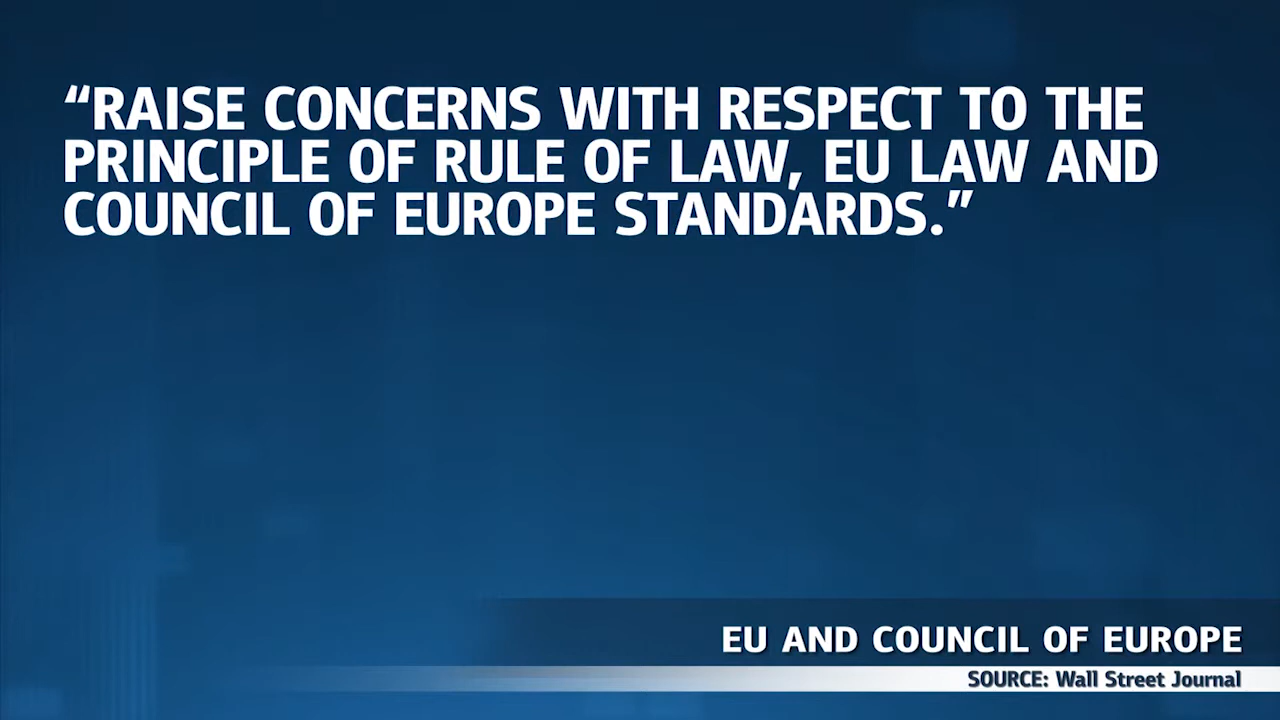 “RAISE CONCERNS WITH RESPECT TO THE
PRINCIPLE OF RULE OF LAW, EU LAW AND
COUNCIL OF EUROPE STANDARDS.”
EU AND COUNCIL OF EUROPE
SOURCE: Wall Street Journal